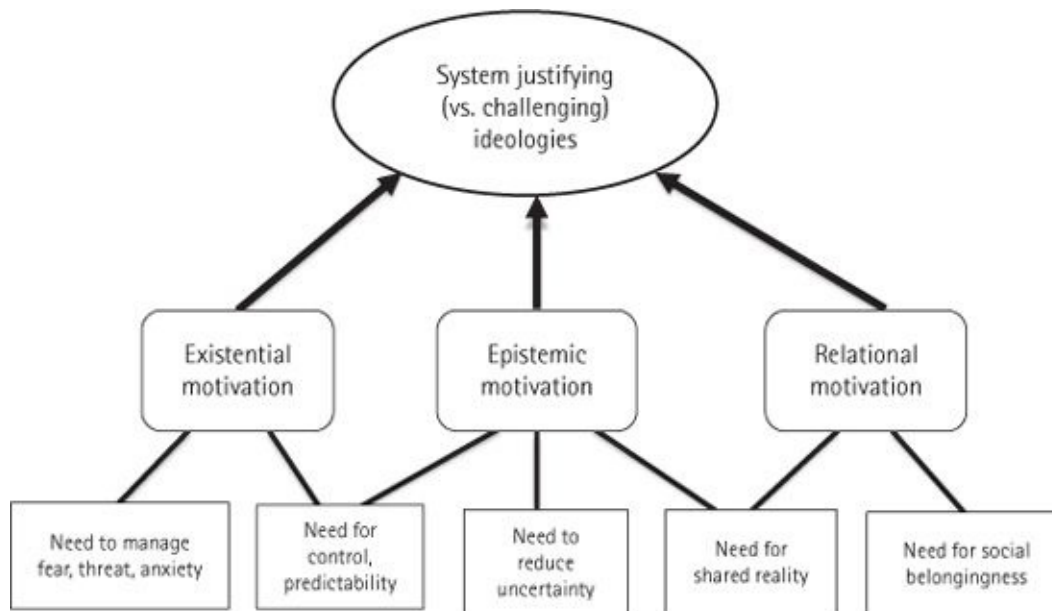 System justifying
(vs. challenging)
ideologies
Existential
motivation
Epistemic
motivation
Relational
motivation
Need to manage
fear, threat, anxiety
Need for
control,
predictability
Need to
reduce
uncertainty
Need for
shared reality
Need for social
belongingness